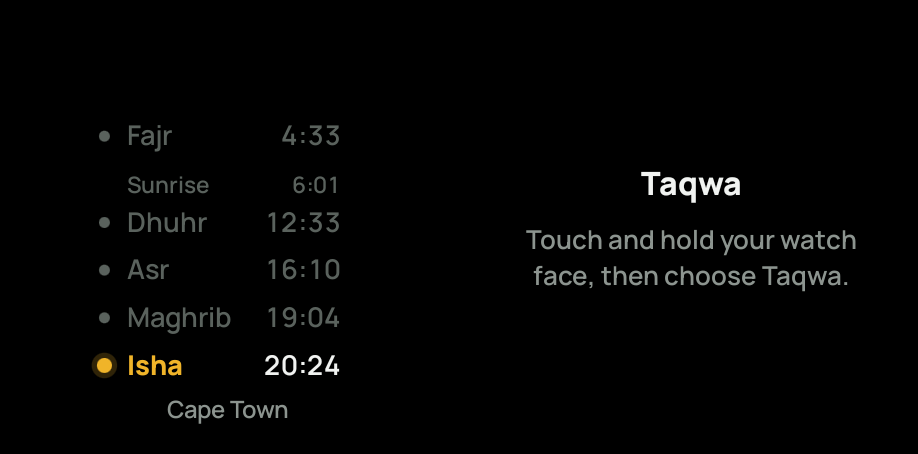 Fajr 4:33
Sunrise 6:01
Dhuhr 12:33
Asr 16:10
Maghrib 19:04
Isha 20:24
Cape Town
Taqwa
Touch and hold your watch
face, then choose Taqwa.